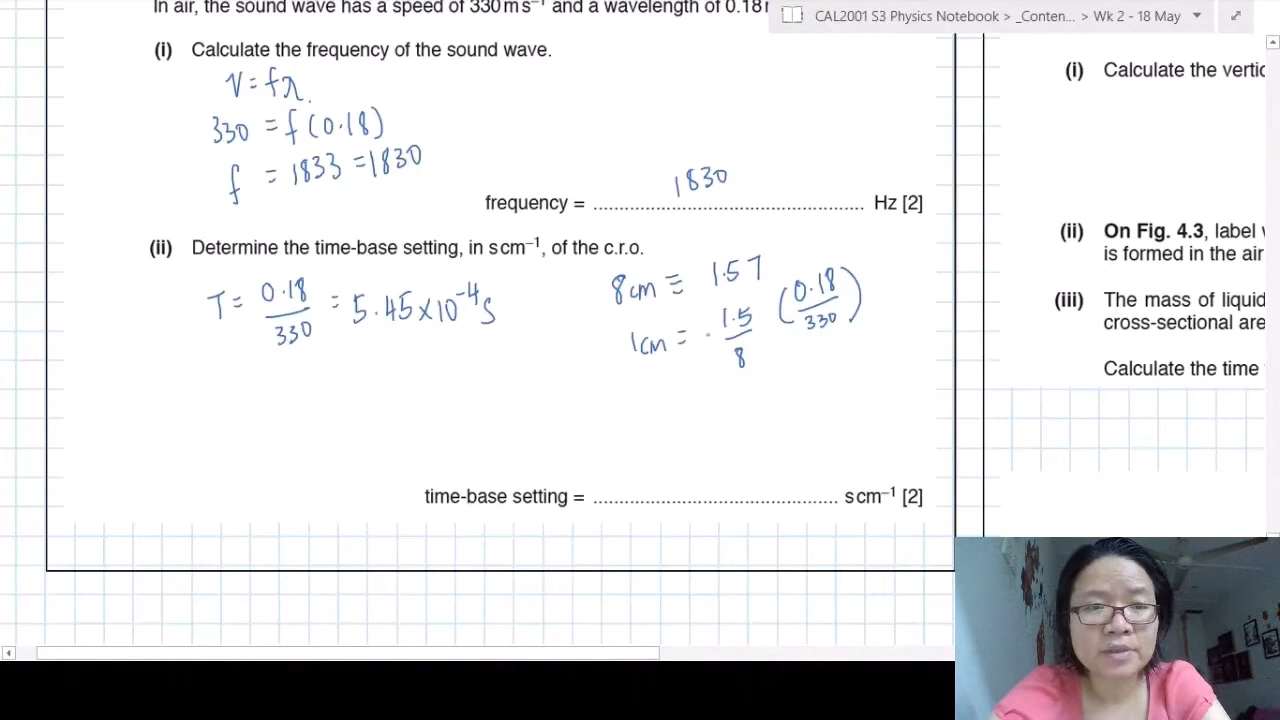 In air, the sound wave has a speed of 330 m s⁻¹ and a wavelength of 0.18
CAL2001 S3 Physics Notebook > _Conten... > Wk 2 - 18 May
(i) Calculate the frequency of the sound wave.
v = fλ
330 = f (0.18)
f = 1833 = 1830
1830
frequency = .................................................... Hz [2]
(ii) Determine the time-base setting, in s cm⁻¹, of the c.r.o.
T = 0.18/330 = 5.45 × 10⁻⁴ s
8cm ≡ 1.5T
1cm = 1.5/8 (0.18/330)
time-base setting = ................................................ s cm⁻¹ [2]
(i) Calculate the
(ii) On Fig. 4.3, label
is formed in the air
(iii) The mass of liquid
cross-sectional are
Calculate the time